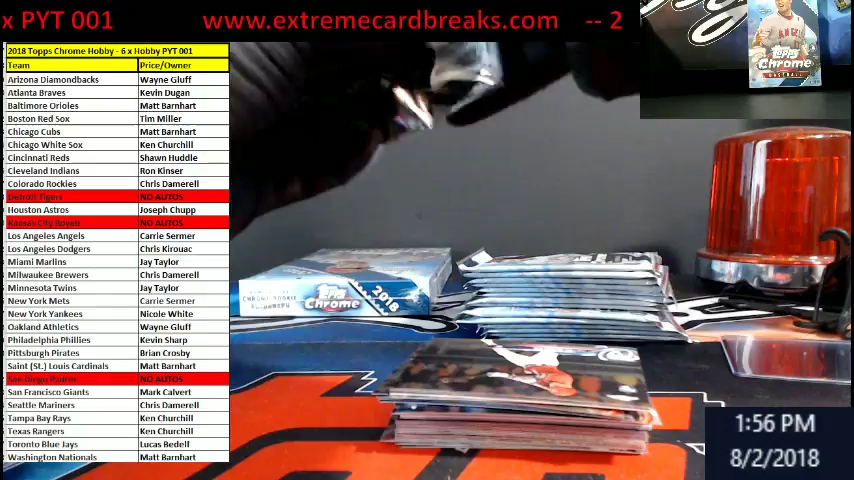 x PYT 001 www.extremecardbreaks.com -- 2
2018 Topps Chrome Hobby - 6 x Hobby PYT 001
Team Price/Owner
Arizona Diamondbacks Wayne Gluff
Atlanta Braves Kevin Dugan
Baltimore Orioles Matt Barnhart
Boston Red Sox Tim Miller
Chicago Cubs Matt Barnhart
Chicago White Sox Ken Churchill
Cincinnati Reds Shawn Huddle
Cleveland Indians Ron Kinser
Colorado Rockies Chris Damerell
Detroit Tigers NO AUTOS
Houston Astros Joseph Chupp
Kansas City Royals NO AUTOS
Los Angeles Angels Carrie Sermer
Los Angeles Dodgers Chris Kirouac
Miami Marlins Jay Taylor
Milwaukee Brewers Chris Damerell
Minnesota Twins Jay Taylor
New York Mets Carrie Sermer
New York Yankees Nicole White
Oakland Athletics Wayne Gluff
Philadelphia Phillies Kevin Sharp
Pittsburgh Pirates Brian Crosby
Saint (St.) Louis Cardinals Matt Barnhart
San Diego Padres NO AUTOS
San Francisco Giants Mark Calvert
Seattle Mariners Chris Damerell
Tampa Bay Rays Ken Churchill
Texas Rangers Ken Churchill
Toronto Blue Jays Lucas Bedell
Washington Nationals Matt Barnhart
ANGELS
Topps
Chrome
BASEBALL
Topps
Chrome
2018
1:56 PM
8/2/2018